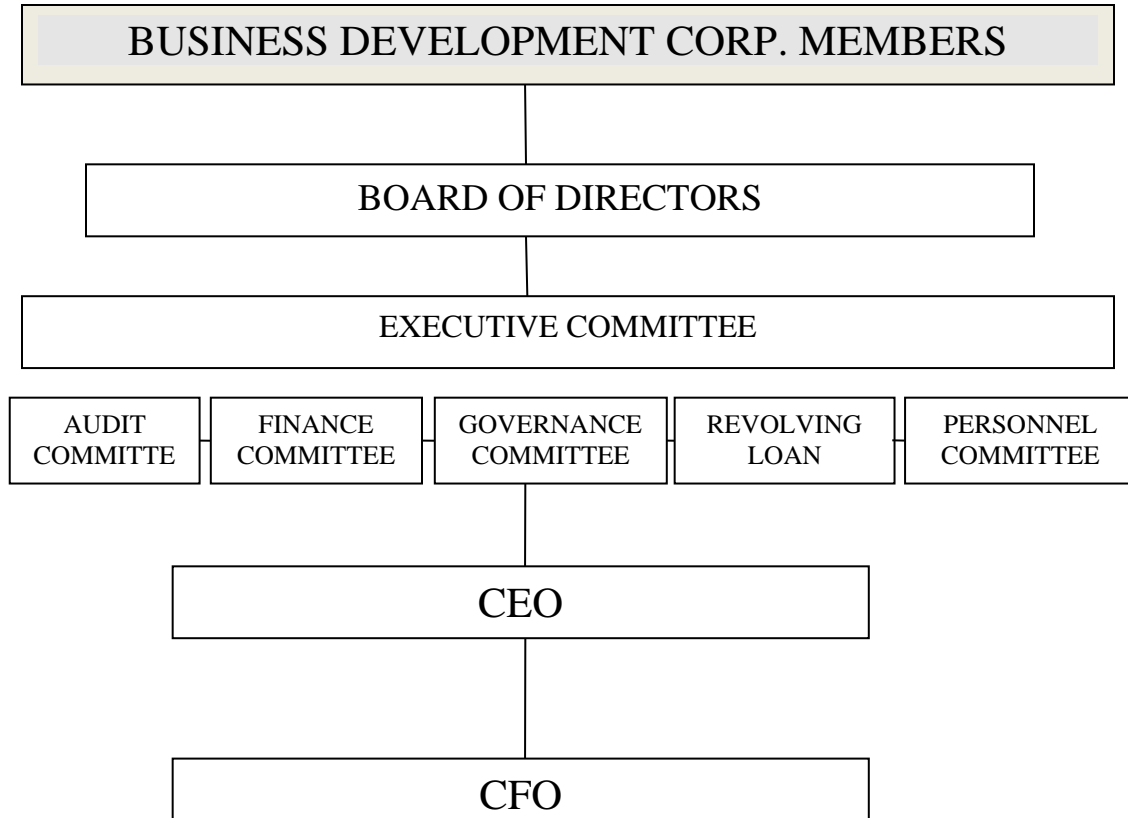 BUSINESS DEVELOPMENT CORP. MEMBERS
BOARD OF DIRECTORS
EXECUTIVE COMMITTEE
AUDIT
COMMITTE
FINANCE
COMMITTEE
GOVERNANCE
COMMITTEE
REVOLVING
LOAN
PERSONNEL
COMMITTEE
CEO
CFO